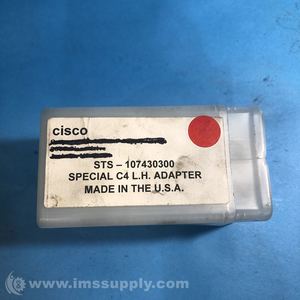 cisco
STS – 107430300
SPECIAL C4 L.H. ADAPTER
MADE IN THE U.S.A.
© www.imssupply.com